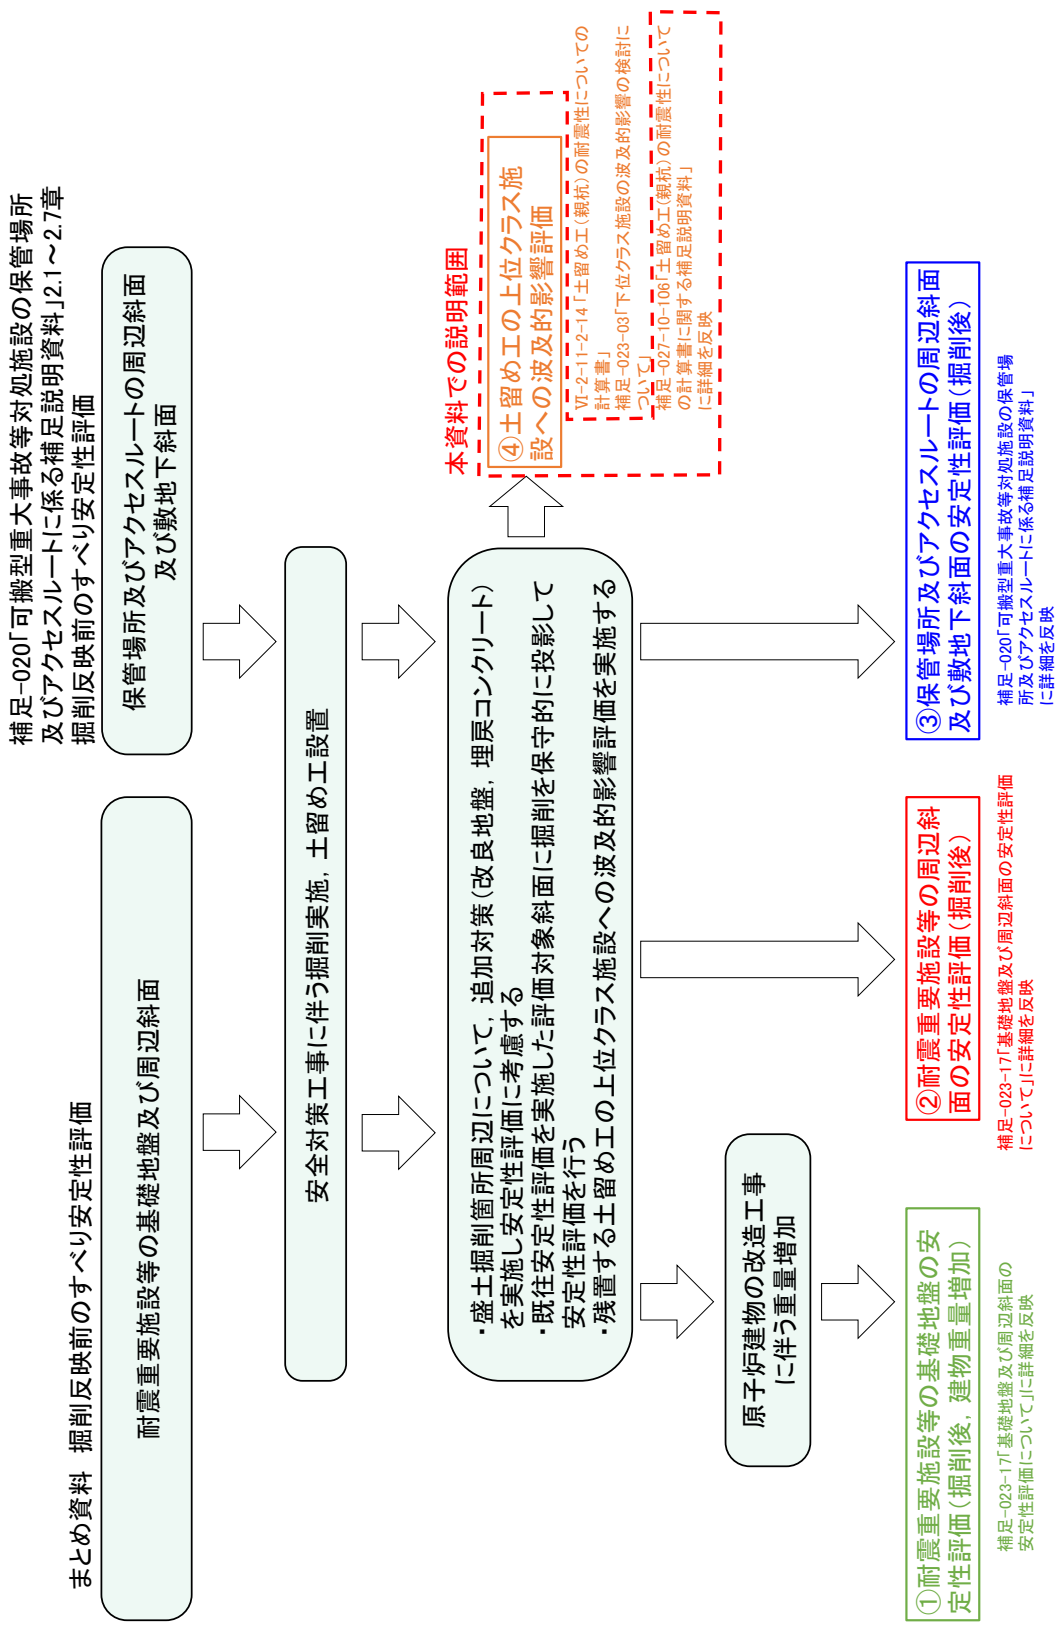 まとめ資料　掘削反映前のすべり安定性評価
耐震重要施設等の基礎地盤及び周辺斜面
補足-020「可搬型重大事故等対処施設の保管場所
及びアクセスルートに係る補足説明資料」2.1～2.7章
掘削反映前のすべり安定性評価
保管場所及びアクセスルートの周辺斜面
及び敷地下斜面
安全対策工事に伴う掘削実施，土留め工設置
・盛土掘削箇所周辺について，追加対策（改良地盤，埋戻コンクリート）
を実施し安定性評価に考慮する
・既往安定性評価を実施した評価対象斜面に掘削を保守的に投影して
安定性評価を行う
・残置する土留め工の上位クラス施設への波及的影響評価を実施する
本資料での説明範囲
④土留め工の上位クラス施
設への波及的影響評価
Ⅵ-2-11-2-14「土留め工（親杭）の耐震性についての
計算書」
補足-023-03「下位クラス施設の波及的影響の検討に
ついて」
補足-027-10-106「土留め工（親杭）の耐震性について
の計算書に関する補足説明資料」
に詳細を反映
原子炉建物の改造工事
に伴う重量増加
①耐震重要施設等の基礎地盤の安
定性評価（掘削後，建物重量増加）
補足-023-17「基礎地盤及び周辺斜面の
安定性評価について」に詳細を反映
②耐震重要施設等の周辺斜
面の安定性評価（掘削後）
補足-023-17「基礎地盤及び周辺斜面の安定性評価
について」に詳細を反映
③保管場所及びアクセスルートの周辺斜面
及び敷地下斜面の安定性評価（掘削後）
補足-020「可搬型重大事故等対処施設の保管場
所及びアクセスルートに係る補足説明資料」
に詳細を反映